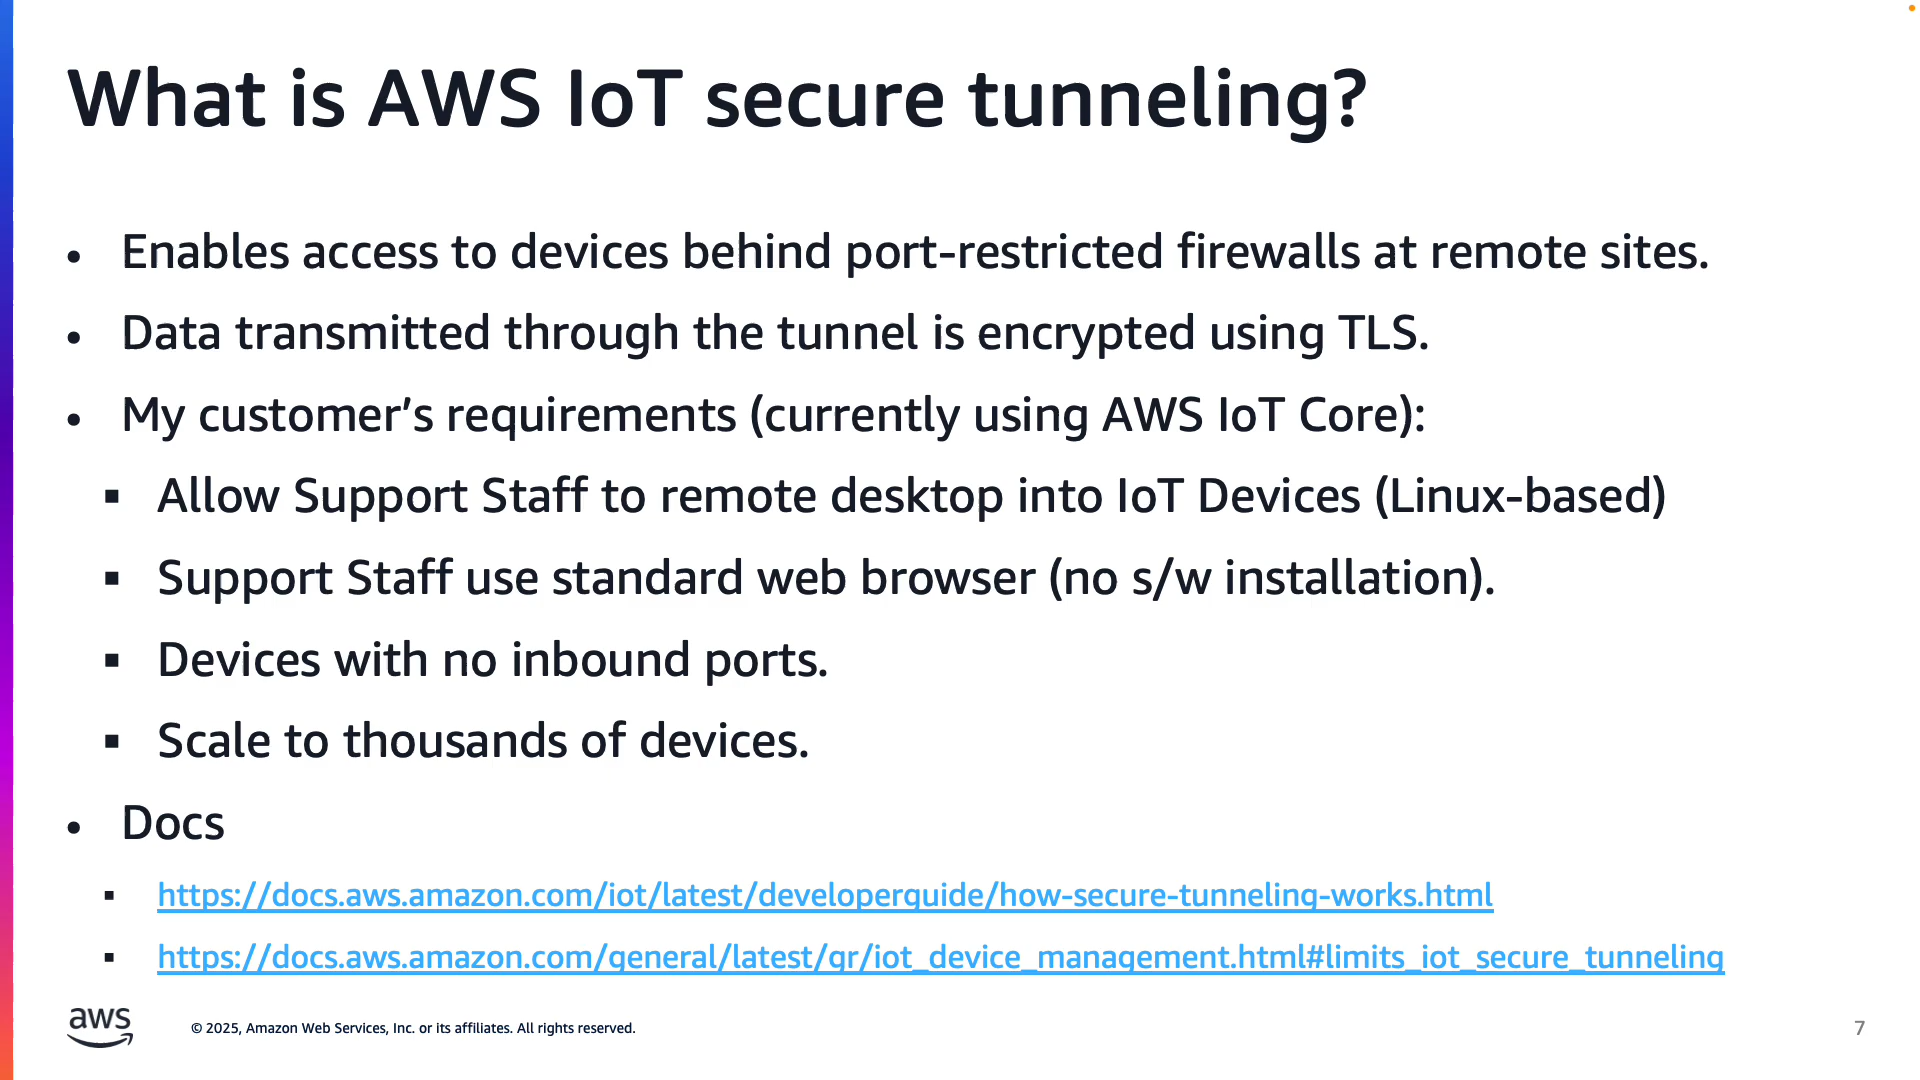 What is AWS IoT secure tunneling?
• Enables access to devices behind port-restricted firewalls at remote sites.
• Data transmitted through the tunnel is encrypted using TLS.
• My customer’s requirements (currently using AWS IoT Core):
▪ Allow Support Staff to remote desktop into IoT Devices (Linux-based)
▪ Support Staff use standard web browser (no s/w installation).
▪ Devices with no inbound ports.
▪ Scale to thousands of devices.
• Docs
▪ https://docs.aws.amazon.com/iot/latest/developerguide/how-secure-tunneling-works.html
▪ https://docs.aws.amazon.com/general/latest/gr/iot_device_management.html#limits_iot_secure_tunneling
aws
© 2025, Amazon Web Services, Inc. or its affiliates. All rights reserved.
7